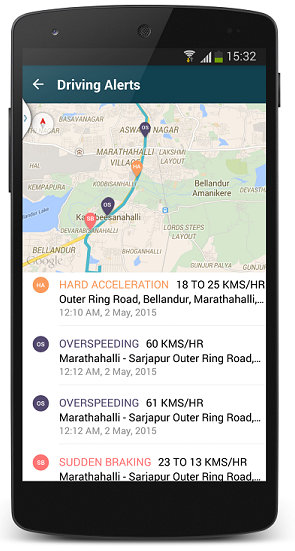 15:32
Driving Alerts
ASWATH NAGAR
OS
MARATHAHALLI
VILLAGE
LAKSHMI
LAYOUT
HA
KODBISANHALLI
KEMPAPURA
Bellandur
Amanikere
YEMALUR
OS
Kadubeesanahalli
SB
DEVARABISANAHALLI
LORDS STEPS
LAYOUT
BELLANDUR
BHOGANHALLI
Google
GUNJUR PALYA
HA HARD ACCELERATION 18 TO 25 KMS/HR
Outer Ring Road, Bellandur, Marathahalli,...
12:10 AM, 2 May, 2015
OS OVERSPEEDING 60 KMS/HR
Marathahalli - Sarjapur Outer Ring Road,...
12:12 AM, 2 May, 2015
OS OVERSPEEDING 61 KMS/HR
Marathahalli - Sarjapur Outer Ring Road,...
12:12 AM, 2 May, 2015
SB SUDDEN BRAKING 23 TO 13 KMS/HR
Marathahalli - Sarjapur Outer Ring Road,...